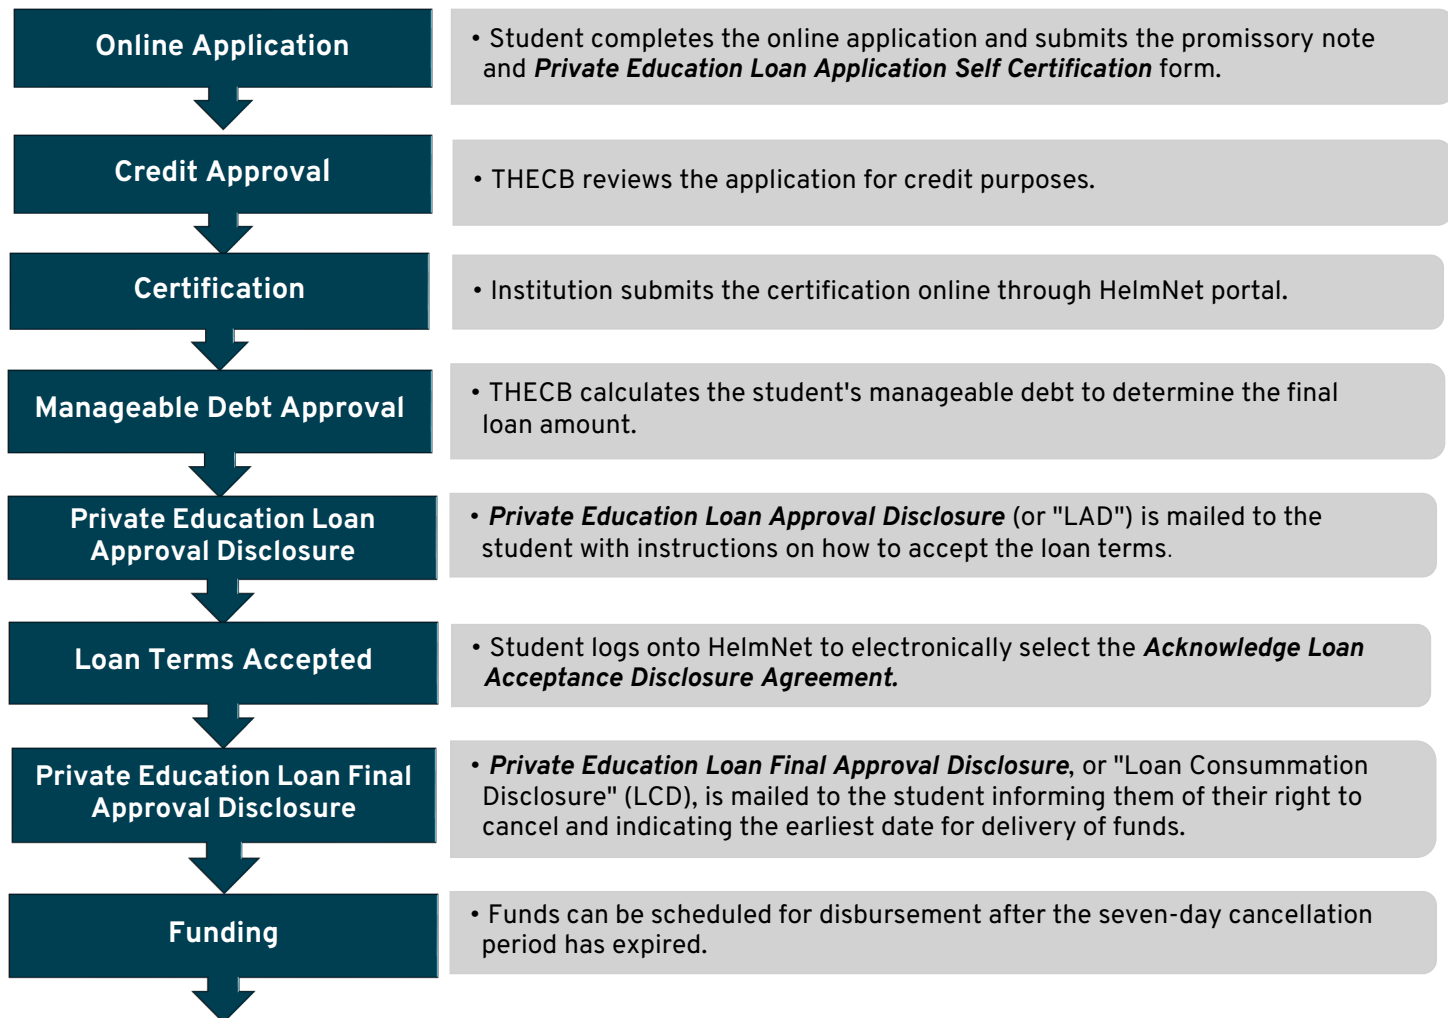 Online Application
• Student completes the online application and submits the promissory note
and Private Education Loan Application Self Certification form.
Credit Approval
• THECB reviews the application for credit purposes.
Certification
• Institution submits the certification online through HelmNet portal.
Manageable Debt Approval
• THECB calculates the student's manageable debt to determine the final
loan amount.
Private Education Loan
Approval Disclosure
• Private Education Loan Approval Disclosure (or "LAD") is mailed to the
student with instructions on how to accept the loan terms.
Loan Terms Accepted
• Student logs onto HelmNet to electronically select the Acknowledge Loan
Acceptance Disclosure Agreement.
Private Education Loan Final
Approval Disclosure
• Private Education Loan Final Approval Disclosure, or "Loan Consummation
Disclosure" (LCD), is mailed to the student informing them of their right to
cancel and indicating the earliest date for delivery of funds.
Funding
• Funds can be scheduled for disbursement after the seven-day cancellation
period has expired.